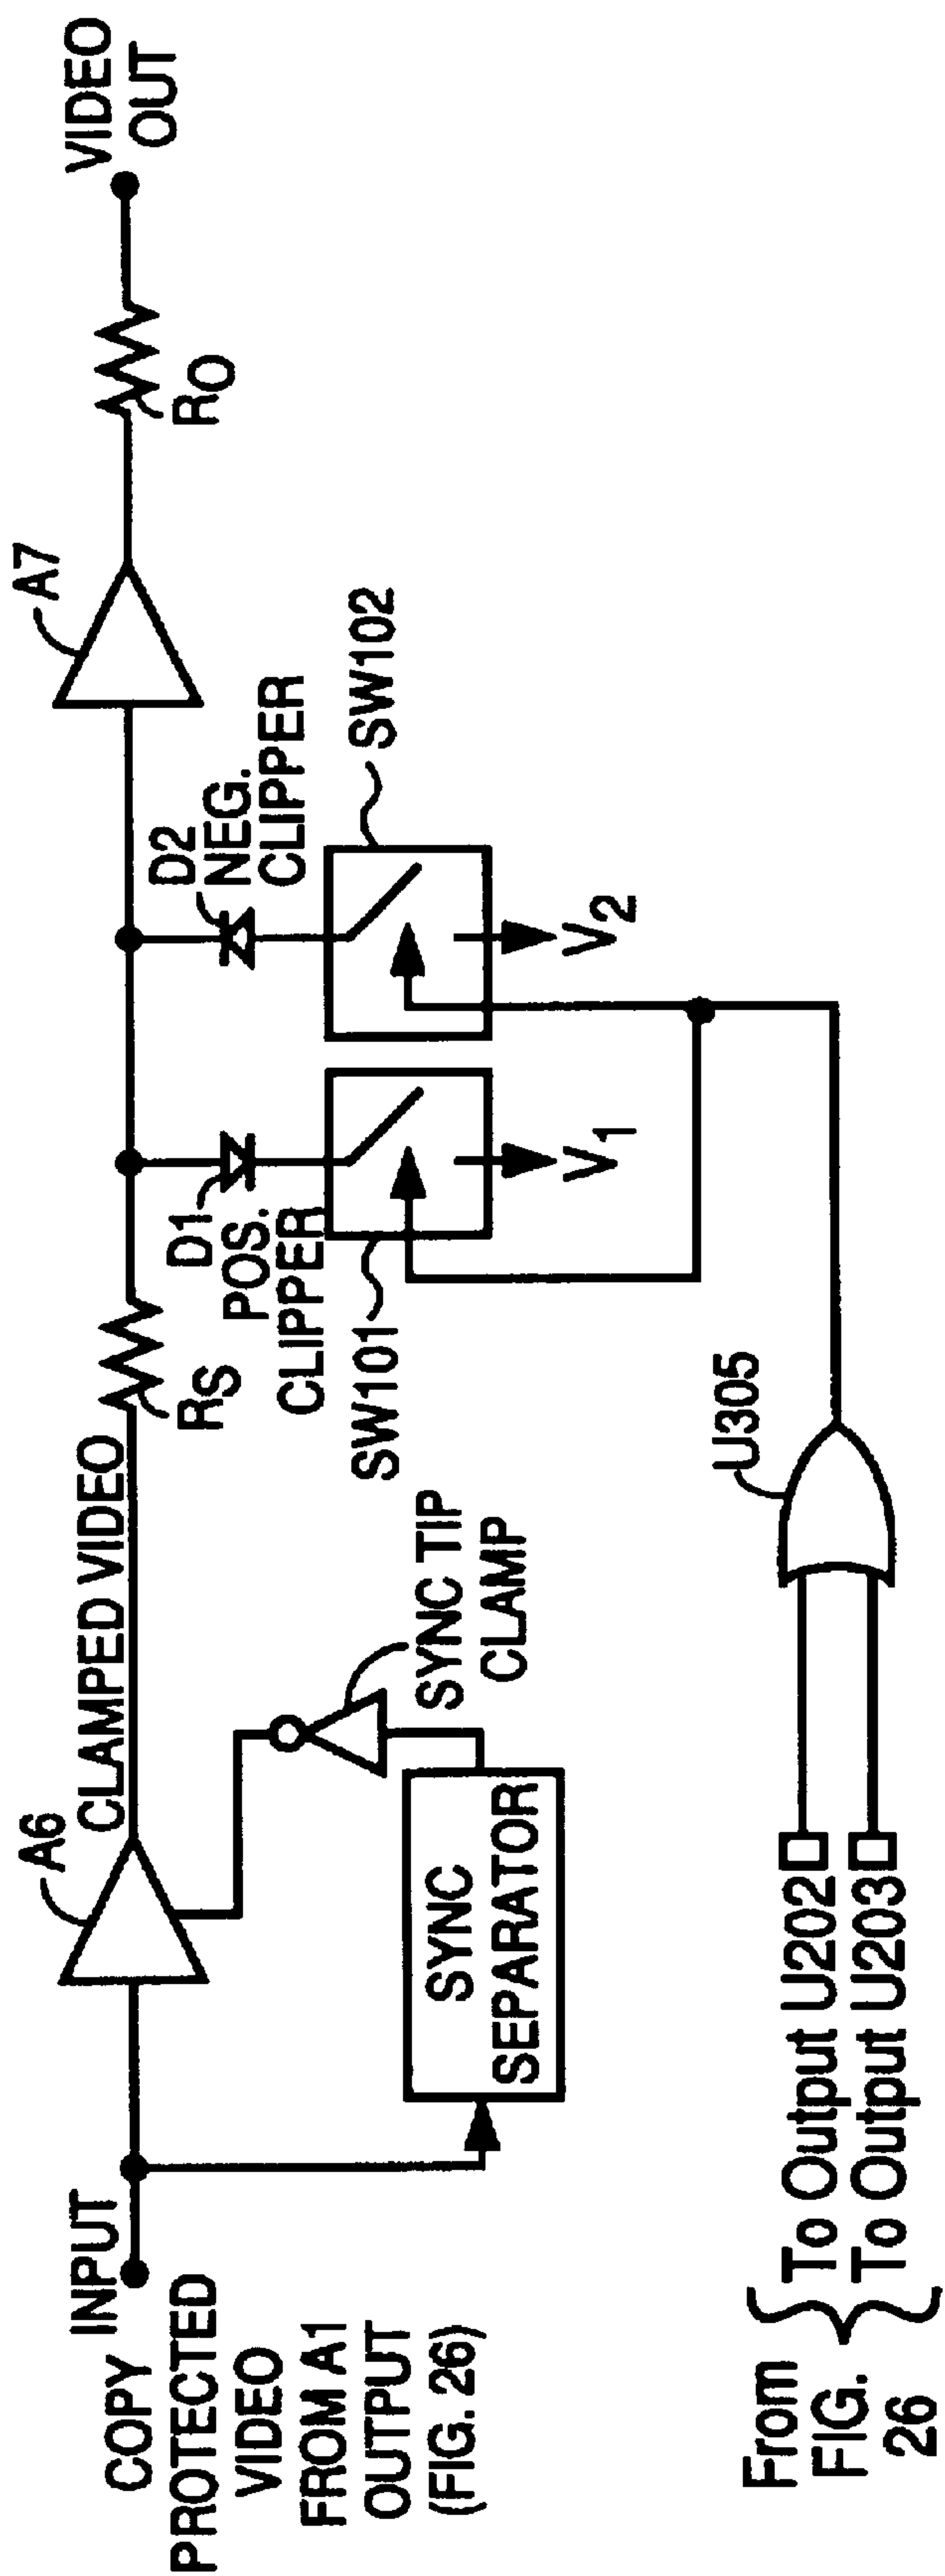 INPUT
COPY
PROTECTED
VIDEO
FROM A1
OUTPUT
(FIG. 26)
A6
CLAMPED VIDEO
SYNC
SEPARATOR
SYNC TIP
CLAMP
RS
D1
POS.
CLIPPER
SW101
V1
D2
NEG.
CLIPPER
SW102
V2
A7
RO
VIDEO
OUT
From
FIG.
26
To Output U202
To Output U203
U305